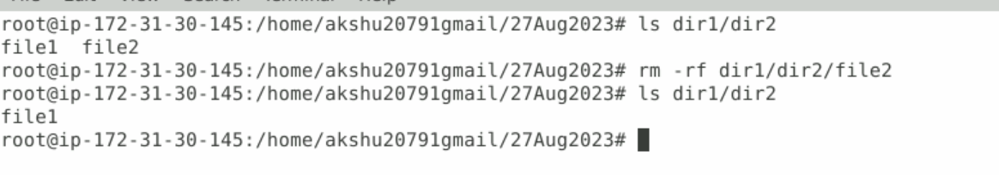 root@ip-172-31-30-145:/home/akshu20791gmail/27Aug2023# ls dir1/dir2
file1  file2
root@ip-172-31-30-145:/home/akshu20791gmail/27Aug2023# rm -rf dir1/dir2/file2
root@ip-172-31-30-145:/home/akshu20791gmail/27Aug2023# ls dir1/dir2
file1
root@ip-172-31-30-145:/home/akshu20791gmail/27Aug2023#